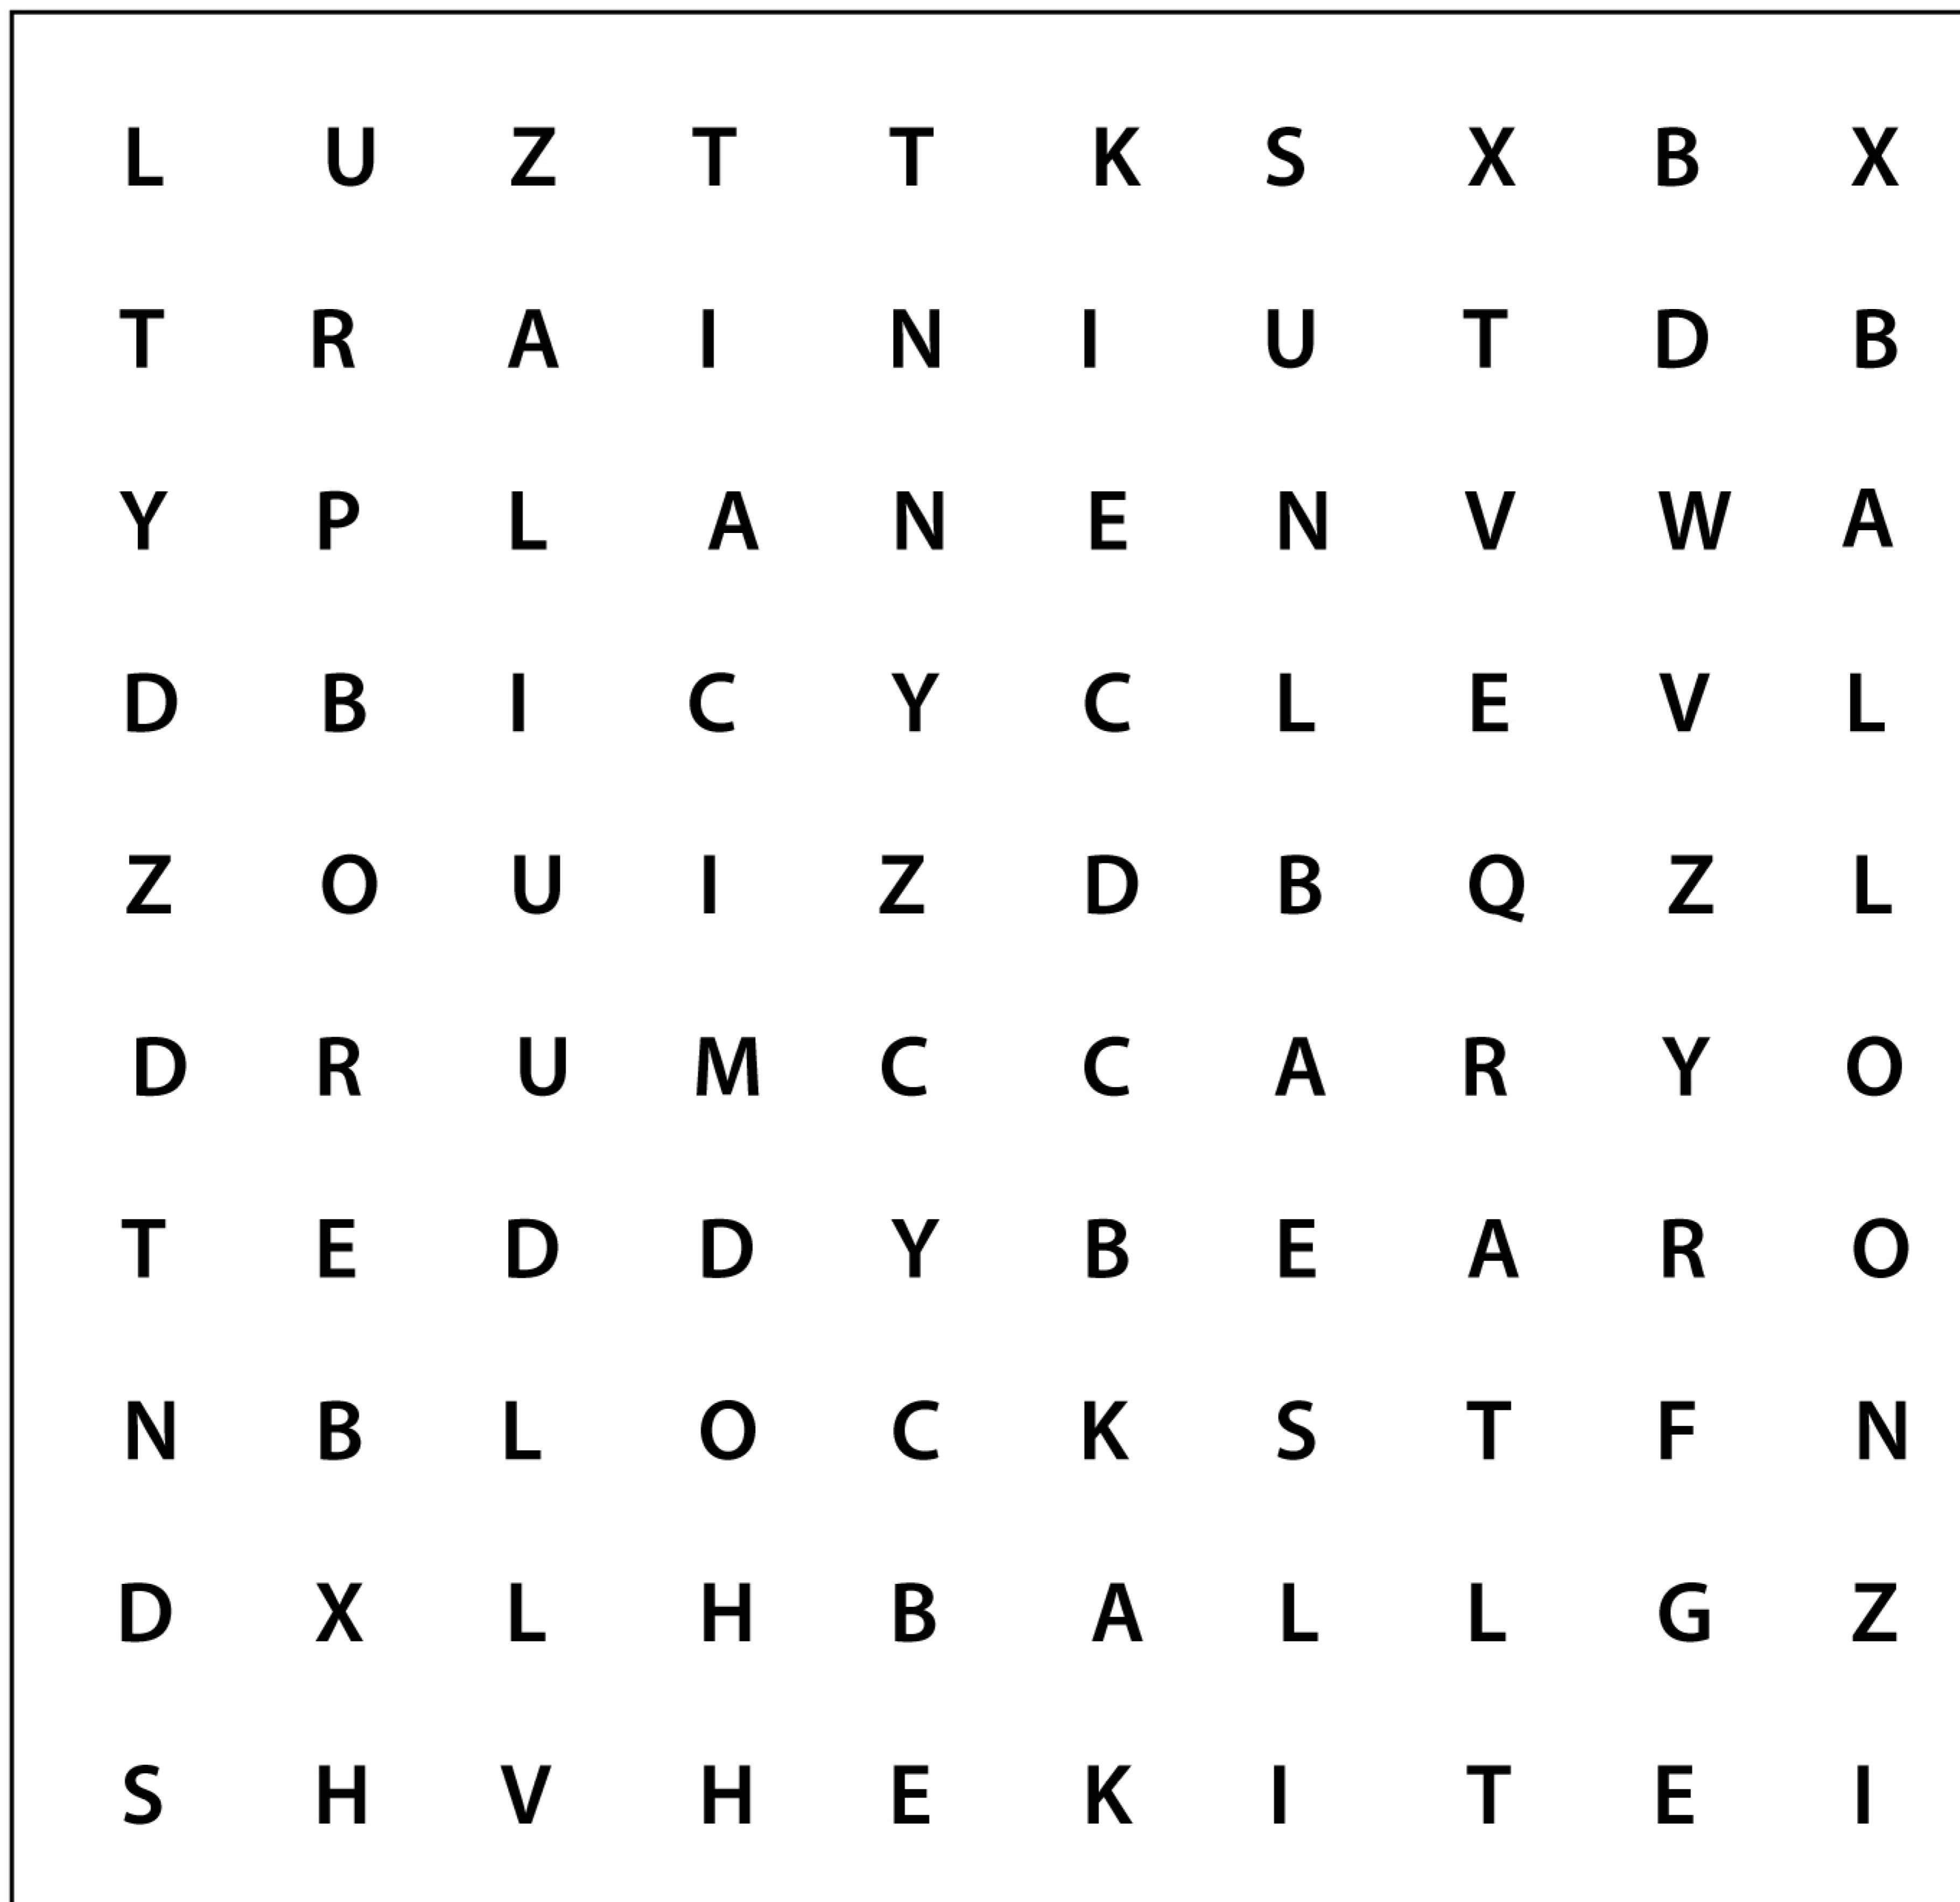 L U Z T T K S X B X
T R A I N I U T D B
Y P L A N E N V W A
D B I C Y C L E V L
Z O U I Z D B Q Z L
D R U M C C A R Y O
T E D D Y B E A R O
N B L O C K S T F N
D X L H B A L L G Z
S H V H E K I T E I